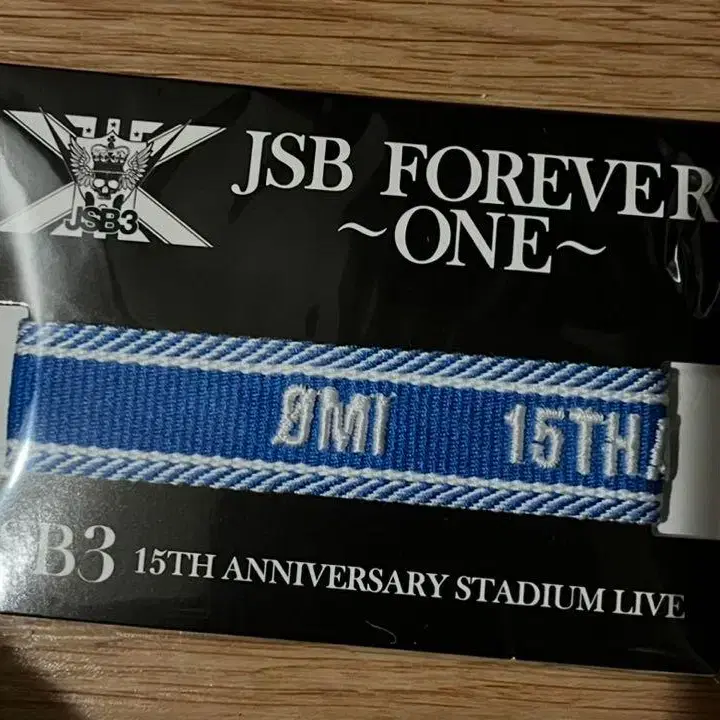 JSB3
JSB FOREVER
～ONE～
ØMI 15TH
B3 15TH ANNIVERSARY STADIUM LIVE